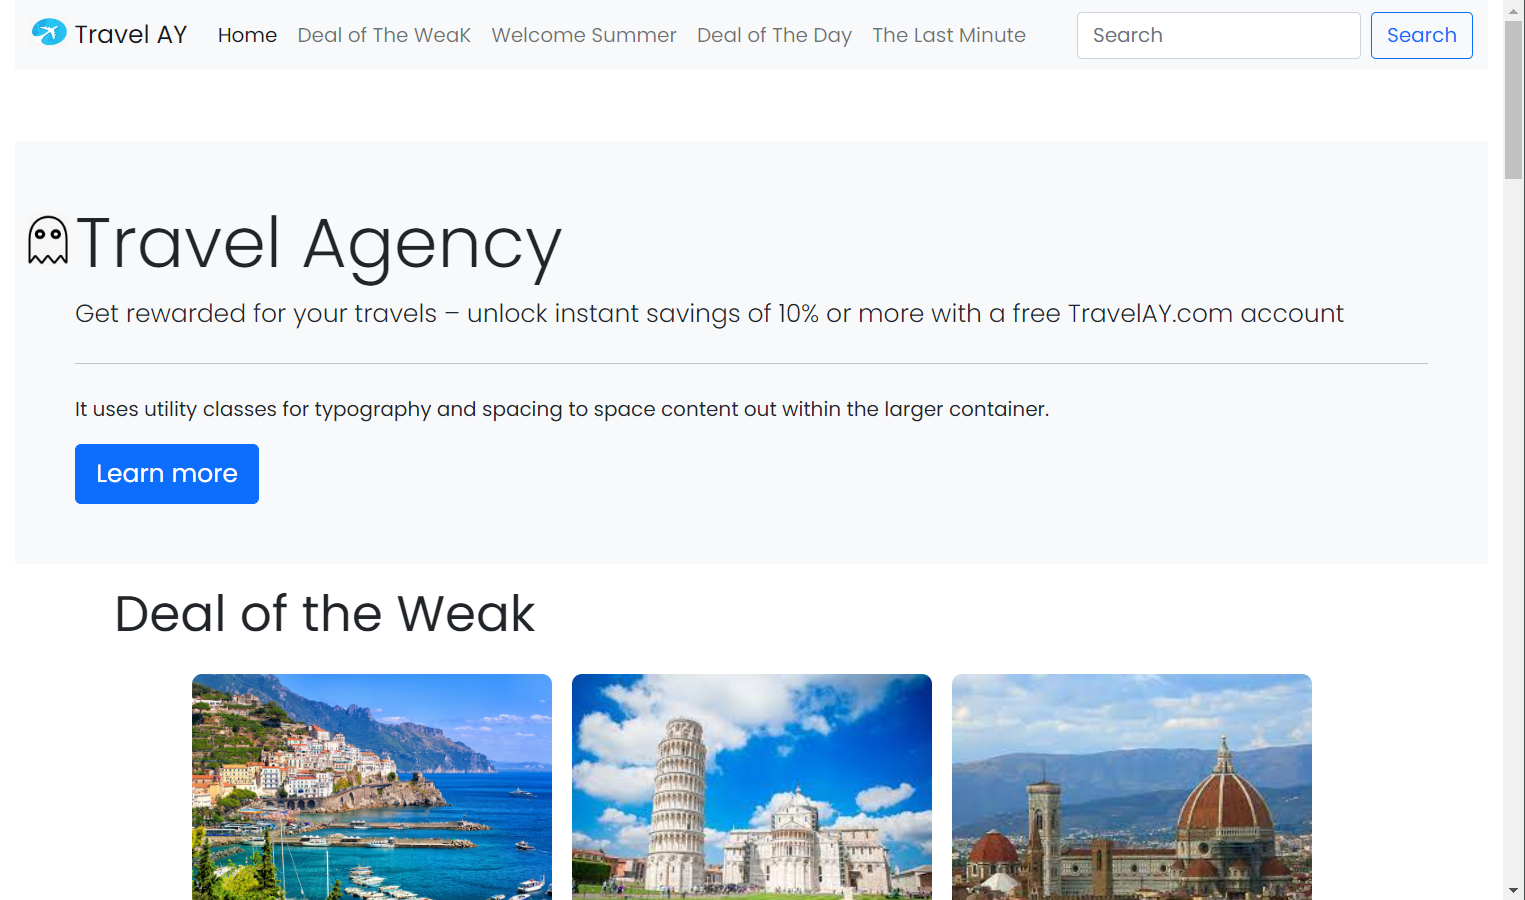 Travel AY Home Deal of The WeaK Welcome Summer Deal of The Day The Last Minute Search Search
Travel Agency
Get rewarded for your travels – unlock instant savings of 10% or more with a free TravelAY.com account
It uses utility classes for typography and spacing to space content out within the larger container.
Learn more
Deal of the Weak